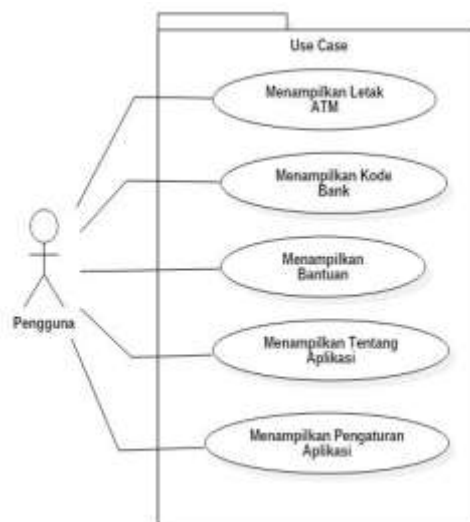 Use Case
Menampilkan Letak
ATM
Menampilkan Kode
Bank
Menampilkan
Bantuan
Pengguna
Menampilkan Tentang
Aplikasi
Menampilkan Pengaturan
Aplikasi